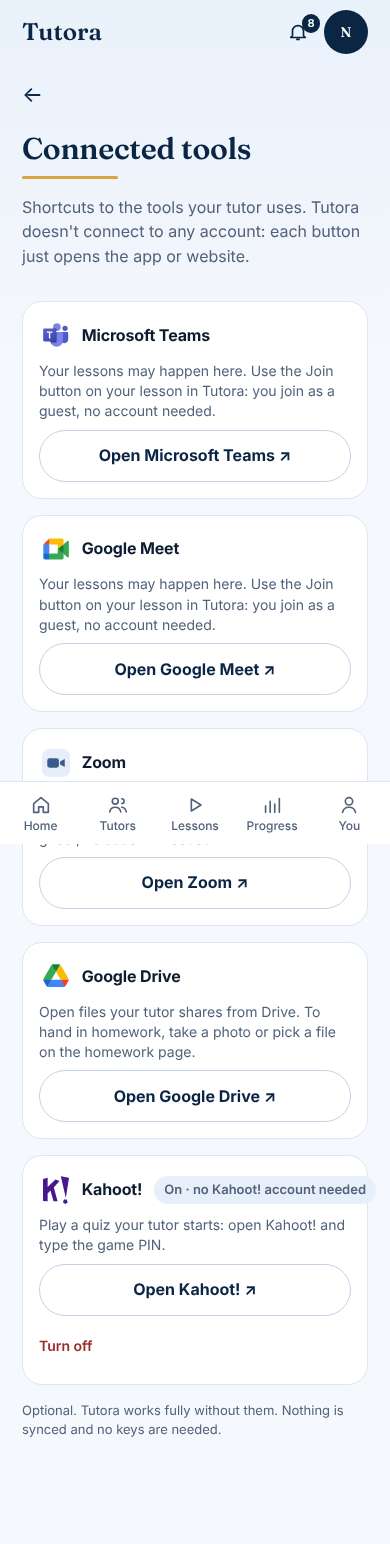 Tutora
8
N
Connected tools
Shortcuts to the tools your tutor uses. Tutora
doesn't connect to any account: each button
just opens the app or website.
Microsoft Teams
Your lessons may happen here. Use the Join
button on your lesson in Tutora: you join as a
guest, no account needed.
Open Microsoft Teams ↗
Google Meet
Your lessons may happen here. Use the Join
button on your lesson in Tutora: you join as a
guest, no account needed.
Open Google Meet ↗
Zoom
Home
Tutors
Lessons
Progress
You
Open Zoom ↗
Google Drive
Open files your tutor shares from Drive. To
hand in homework, take a photo or pick a file
on the homework page.
Open Google Drive ↗
K!
Kahoot!
On · no Kahoot! account needed
Play a quiz your tutor starts: open Kahoot! and
type the game PIN.
Open Kahoot! ↗
Turn off
Optional. Tutora works fully without them. Nothing is
synced and no keys are needed.